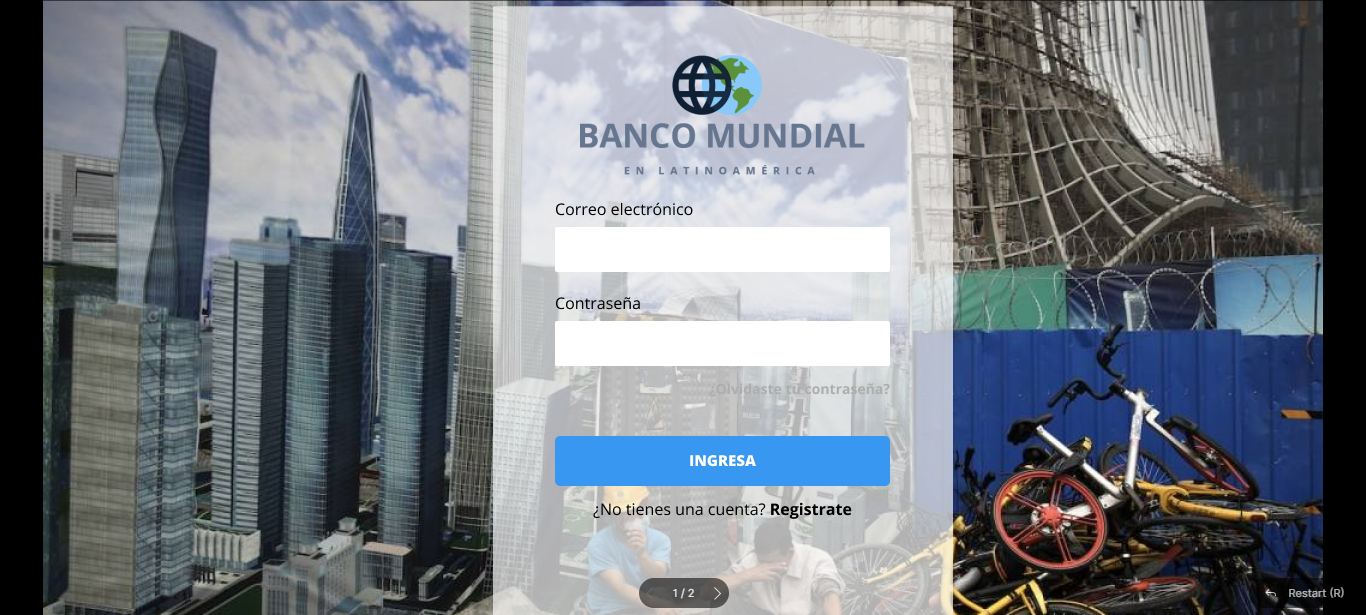 BANCO MUNDIAL
EN LATINOAMÉRICA
Correo electrónico
Contraseña
¿Olvidaste tu contraseña?
INGRESA
¿No tienes una cuenta? Registrate
1 / 2
Restart (R)